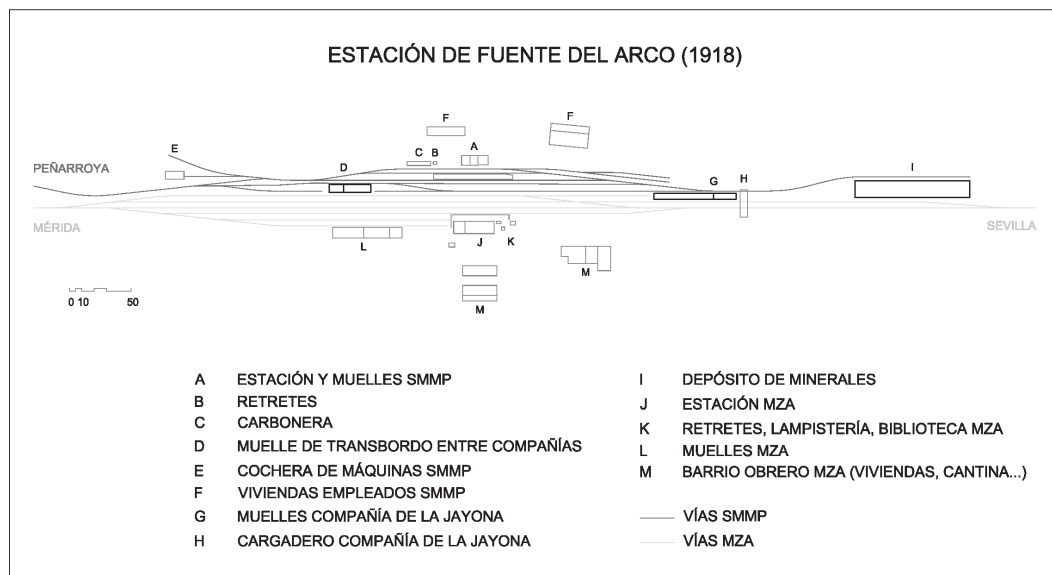 ESTACIÓN DE FUENTE DEL ARCO (1918)
F
F
E
C
B
A
PEÑARROYA
D
I
G
H
MÉRIDA
SEVILLA
L
J
K
M
0 10 50
M
A ESTACIÓN Y MUELLES SMMP
B RETRETES
C CARBONERA
D MUELLE DE TRANSBORDO ENTRE COMPAÑÍAS
E COCHERA DE MÁQUINAS SMMP
F VIVIENDAS EMPLEADOS SMMP
G MUELLES COMPAÑÍA DE LA JAYONA
H CARGADERO COMPAÑÍA DE LA JAYONA
I DEPÓSITO DE MINERALES
J ESTACIÓN MZA
K RETRETES, LAMPISTERÍA, BIBLIOTECA MZA
L MUELLES MZA
M BARRIO OBRERO MZA (VIVIENDAS, CANTINA...)
VÍAS SMMP
VÍAS MZA